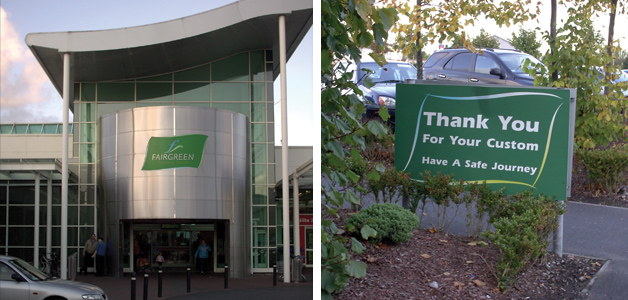 FAIRGREEN
Thank You
For Your Custom
Have A Safe Journey